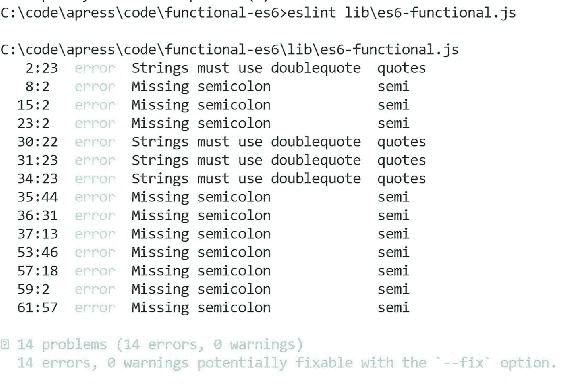 C:\code\apress\code\functional-es6>eslint lib\es6-functional.js
C:\code\apress\code\functional-es6\lib\es6-functional.js
2:23 error Strings must use doublequote quotes
8:2 error Missing semicolon semi
15:2 error Missing semicolon semi
23:2 error Missing semicolon semi
30:22 error Strings must use doublequote quotes
31:23 error Strings must use doublequote quotes
34:23 error Strings must use doublequote quotes
35:44 error Missing semicolon semi
36:31 error Missing semicolon semi
37:13 error Missing semicolon semi
53:46 error Missing semicolon semi
57:18 error Missing semicolon semi
59:2 error Missing semicolon semi
61:57 error Missing semicolon semi
14 problems (14 errors, 0 warnings)
14 errors, 0 warnings potentially fixable with the `--fix` option.